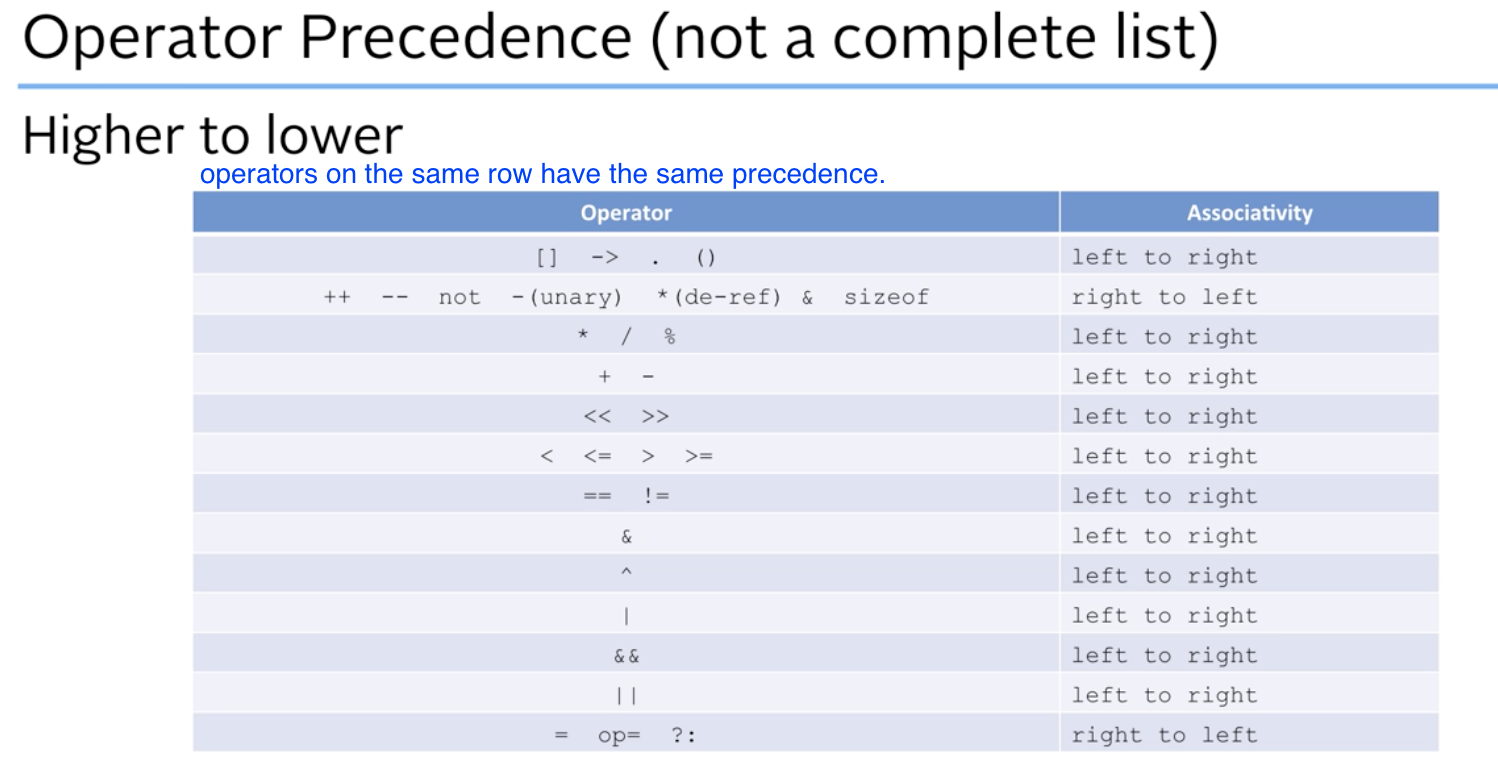 Operator Precedence (not a complete list)
Higher to lower
operators on the same row have the same precedence.
Operator Associativity
[] -> . () left to right
++ -- not -(unary) *(de-ref) & sizeof right to left
* / % left to right
+ - left to right
<< >> left to right
< <= > >= left to right
== != left to right
& left to right
^ left to right
| left to right
&& left to right
|| left to right
= op= ?: right to left